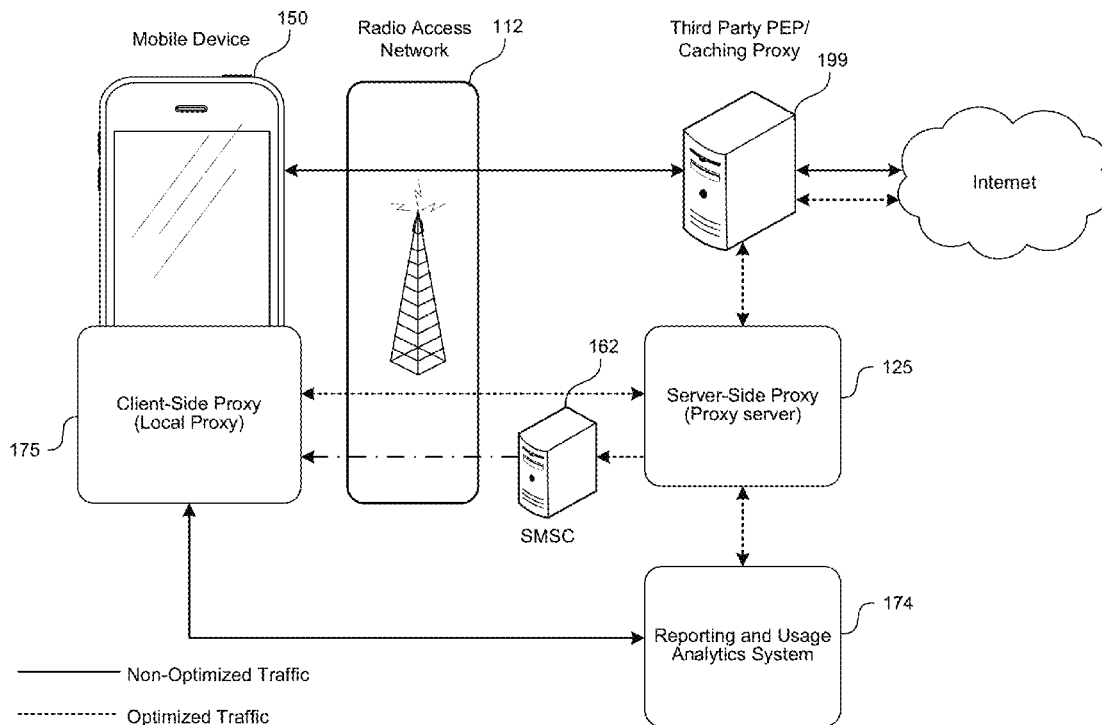 150
Mobile Device
Radio Access
Network
112
Third Party PEP/
Caching Proxy
199
Internet
162
125
Client-Side Proxy
(Local Proxy)
Server-Side Proxy
(Proxy server)
175
SMSC
174
Reporting and Usage
Analytics System
Non-Optimized Traffic
Optimized Traffic